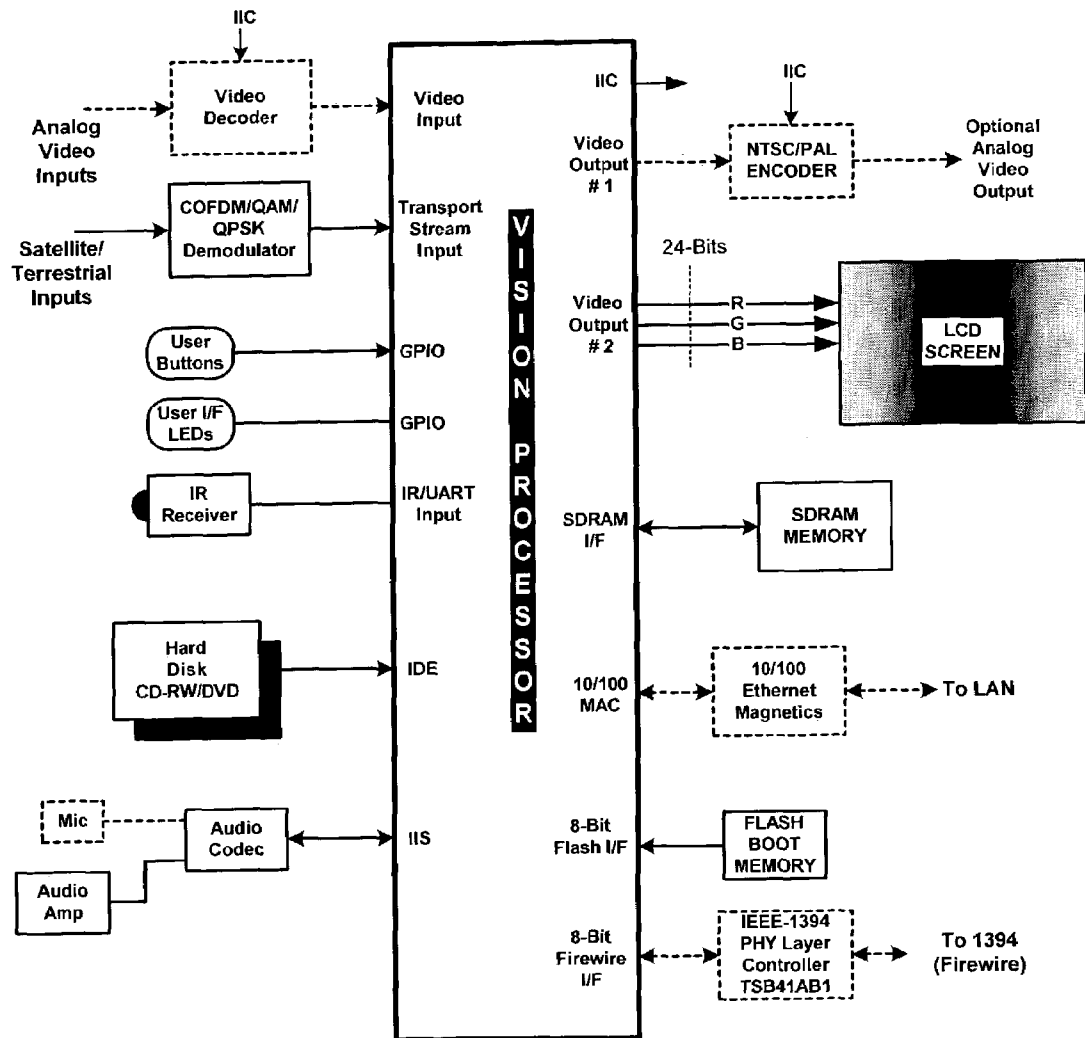 IIC
Video
Decoder
Analog
Video
Inputs
Video
Input
COFDM/QAM/
QPSK
Demodulator
Satellite/
Terrestrial
Inputs
Transport
Stream
Input
User
Buttons
GPIO
User I/F
LEDs
GPIO
IR
Receiver
IR/UART
Input
Hard
Disk
CD-RW/DVD
IDE
Mic
Audio
Codec
IIS
Audio
Amp
VISION PROCESSOR
IIC
IIC
Video
Output
# 1
NTSC/PAL
ENCODER
Optional
Analog
Video
Output
24-Bits
Video
Output
# 2
R
G
B
LCD
SCREEN
SDRAM
I/F
SDRAM
MEMORY
10/100
MAC
10/100
Ethernet
Magnetics
To LAN
8-Bit
Flash I/F
FLASH
BOOT
MEMORY
8-Bit
Firewire
I/F
IEEE-1394
PHY Layer
Controller
TSB41AB1
To 1394
(Firewire)